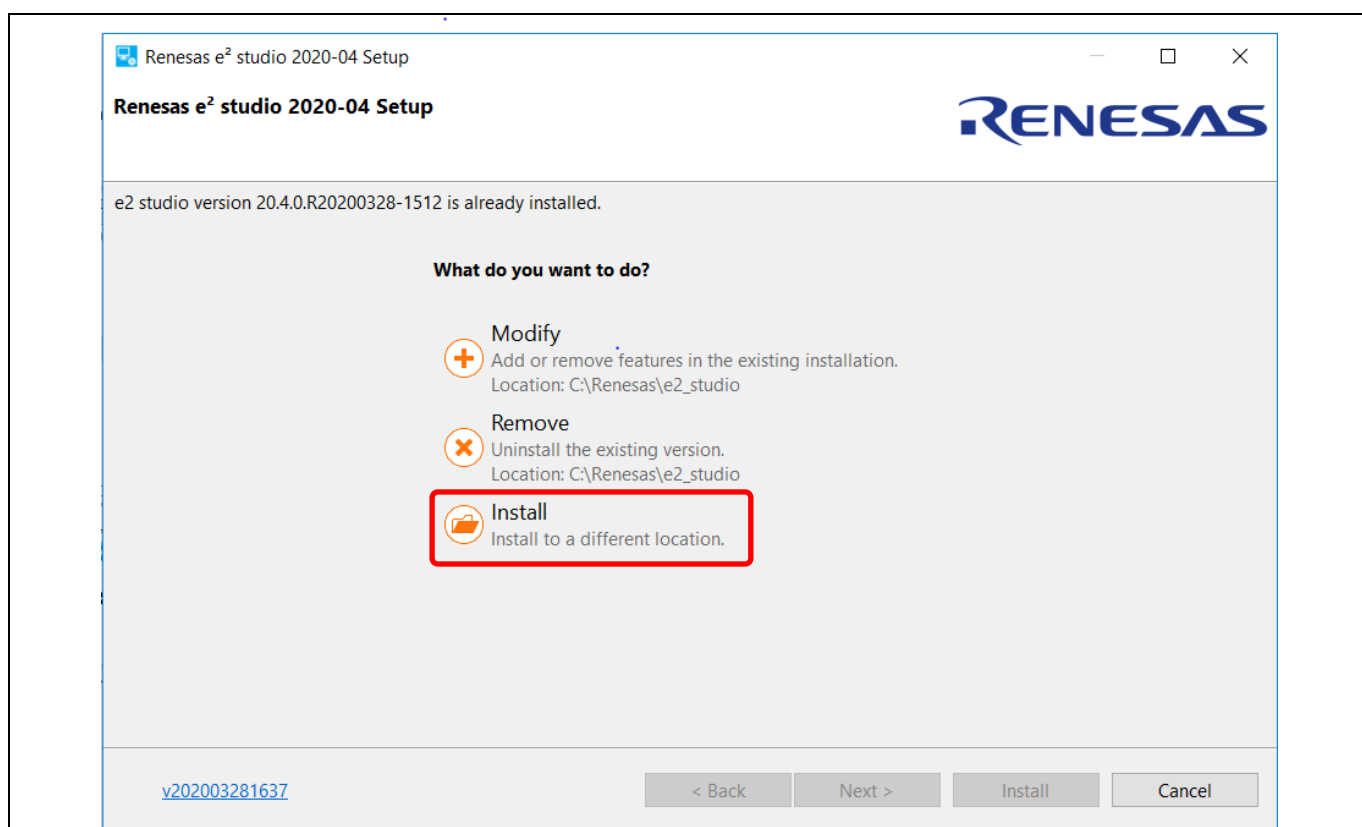 Renesas e² studio 2020-04 Setup
Renesas e² studio 2020-04 Setup
RENESAS
e2 studio version 20.4.0.R20200328-1512 is already installed.
What do you want to do?
Modify
Add or remove features in the existing installation.
Location: C:\Renesas\e2_studio
Remove
Uninstall the existing version.
Location: C:\Renesas\e2_studio
Install
Install to a different location.
v202003281637 < Back Next > Install Cancel